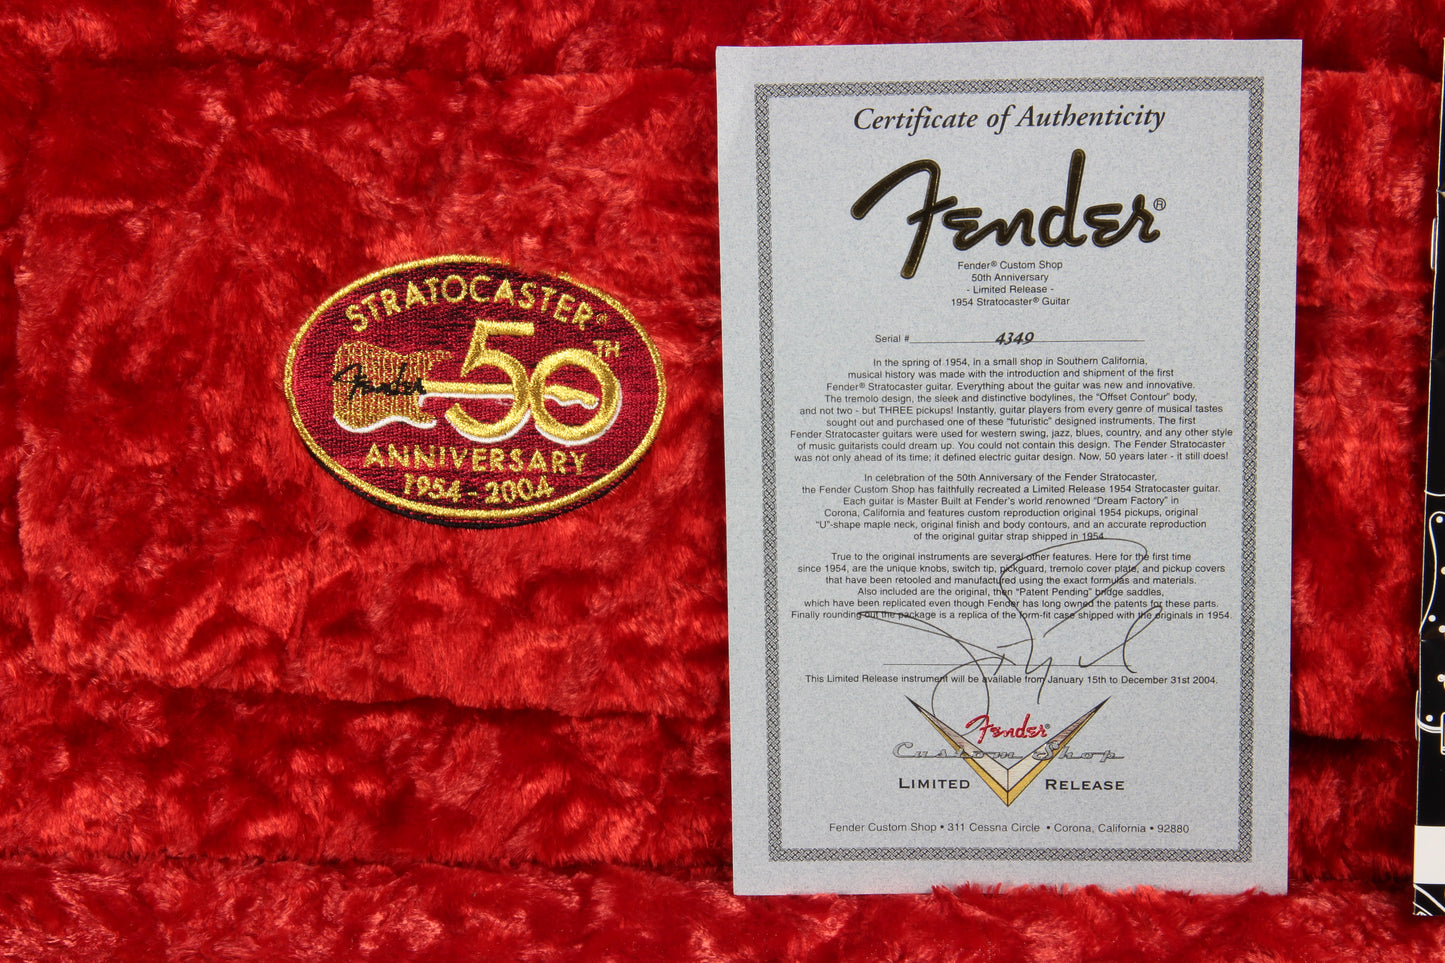 STRATOCASTER®
50TH
Fender
ANNIVERSARY
1954 - 2004
Certificate of Authenticity
Fender®
Fender® Custom Shop
50th Anniversary
- Limited Release -
1954 Stratocaster® Guitar
Serial # 4349
In the spring of 1954, in a small shop in Southern California,
musical history was made with the introduction and shipment of the first
Fender® Stratocaster guitar. Everything about the guitar was new and innovative.
The tremolo design, the sleek and distinctive bodylines, the “Offset Contour” body,
and not two - but THREE pickups! Instantly, guitar players from every genre of musical tastes
sought out and purchased one of these “futuristic” designed instruments. The first
Fender Stratocaster guitars were used for western swing, jazz, blues, country, and any other style
of music guitarists could dream up. You could not contain this design. The Fender Stratocaster
was not only ahead of its time; it defined electric guitar design. Now, 50 years later - it still does!
In celebration of the 50th Anniversary of the Fender Stratocaster,
the Fender Custom Shop has faithfully recreated a Limited Release 1954 Stratocaster guitar.
Each guitar is Master Built at Fender's world renowned “Dream Factory” in
Corona, California and features custom reproduction original 1954 pickups, original
“U”-shape maple neck, original finish and body contours, and an accurate reproduction
of the original guitar strap shipped in 1954.
True to the original instruments are several other features. Here for the first time
since 1954, are the unique knobs, switch tip, pickguard, tremolo cover plate, and pickup covers
that have been retooled and manufactured using the exact formulas and materials.
Also included are the original, then “Patent Pending” bridge saddles,
which have been replicated even though Fender has long owned the patents for these parts.
Finally rounding out the package is a replica of the form-fit case shipped with the originals in 1954.
This Limited Release instrument will be available from January 15th to December 31st 2004.
Fender®
Custom Shop
LIMITED RELEASE
Fender Custom Shop • 311 Cessna Circle • Corona, California • 92880